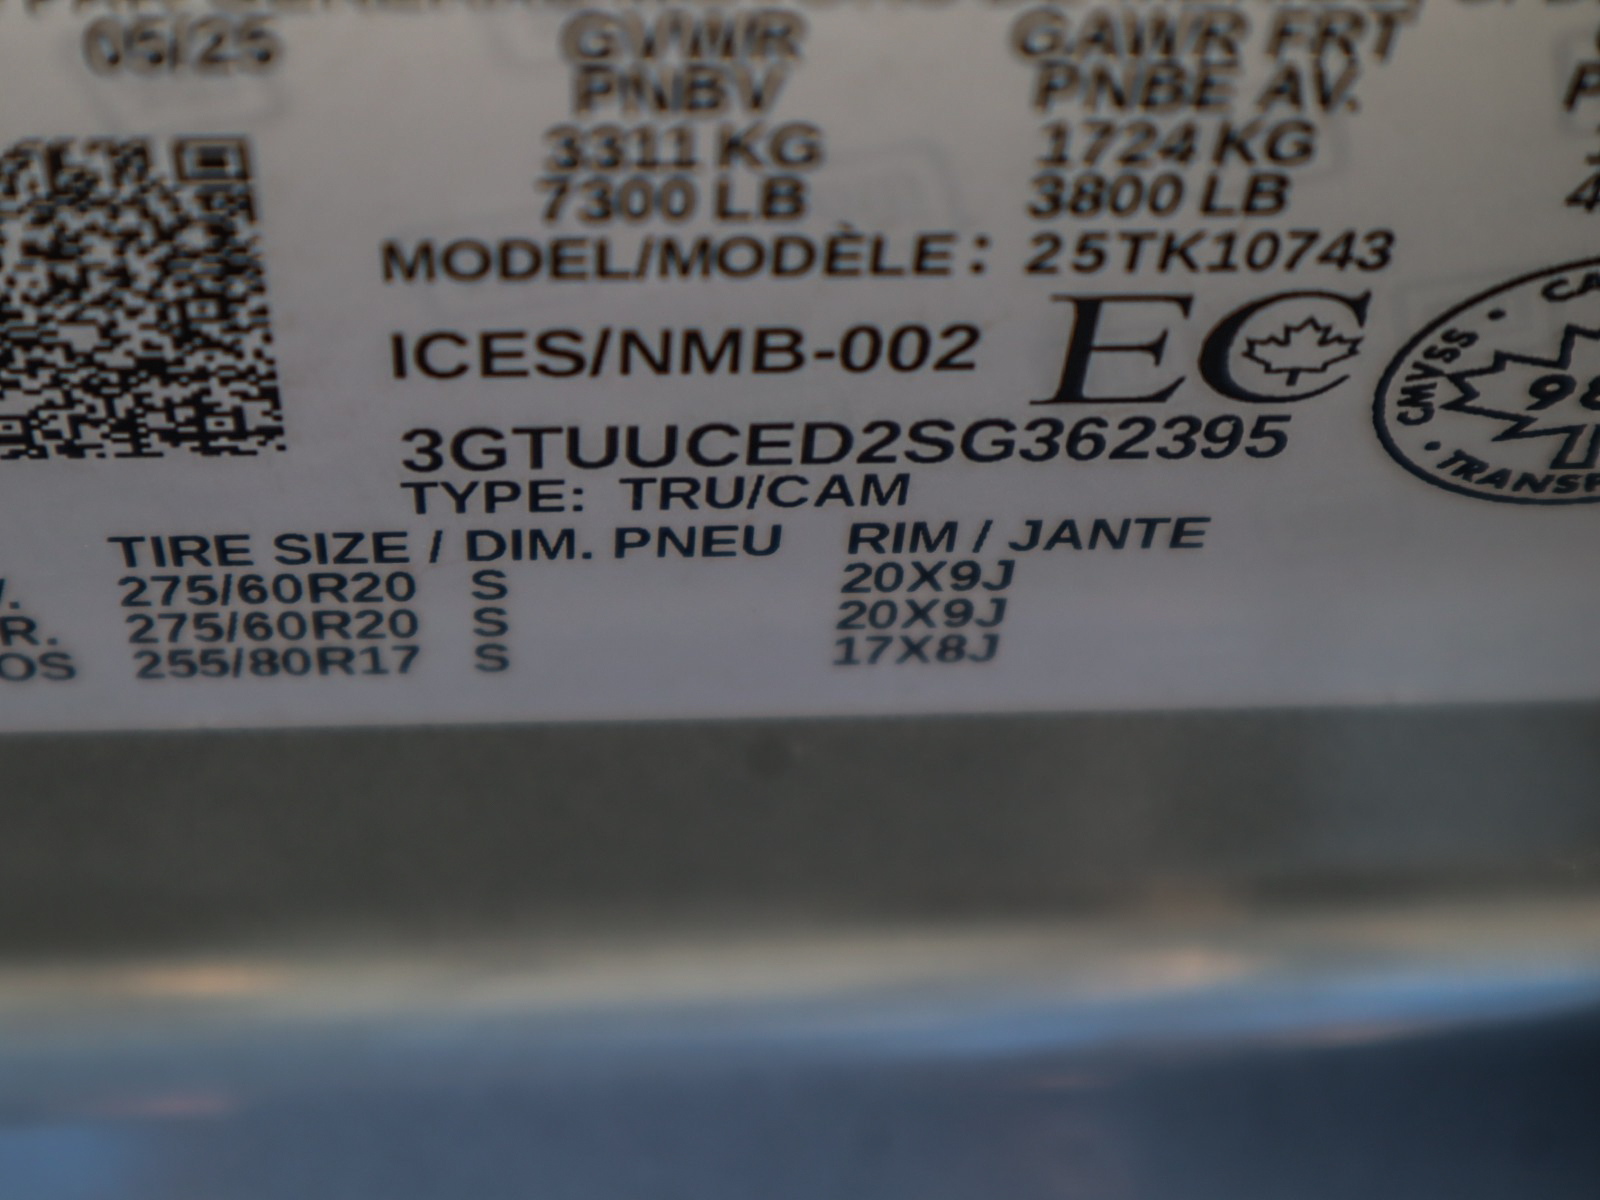 05/25 GVWR GAWR FRT
PNBV PNBE AV.
3311 KG 1724 KG
7300 LB 3800 LB
MODEL/MODÈLE: 25TK10743
ICES/NMB-002 EC
3GTUUCED2SG362395
TYPE: TRU/CAM
TIRE SIZE / DIM. PNEU RIM / JANTE
275/60R20 S 20X9J
R. 275/60R20 S 20X9J
255/80R17 S 17X8J
CMVSS